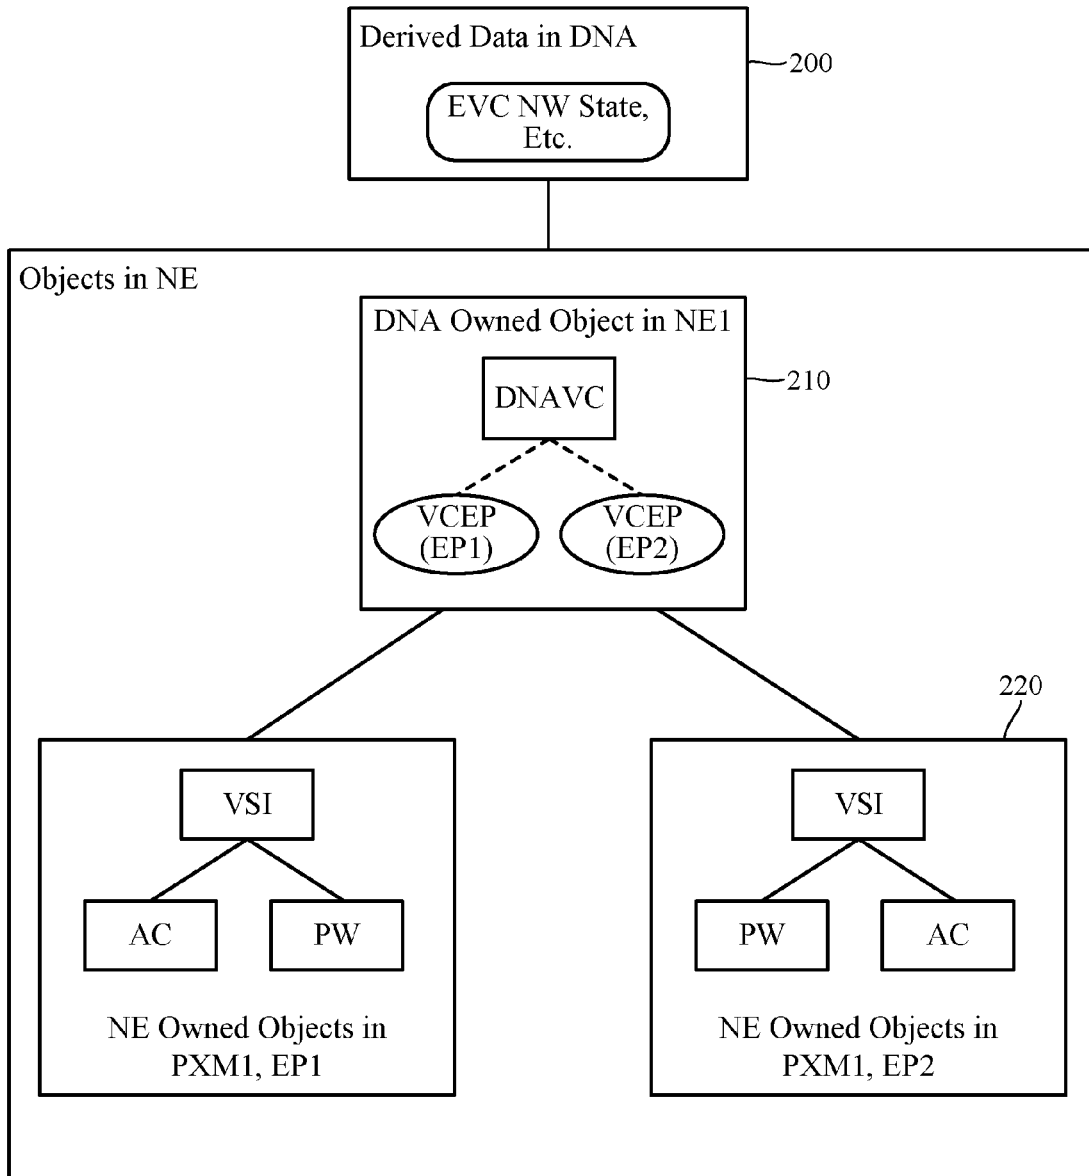 Derived Data in DNA
200
EVC NW State,
Etc.
Objects in NE
DNA Owned Object in NE1
210
DNAVC
VCEP
(EP1)
VCEP
(EP2)
220
VSI
AC
PW
NE Owned Objects in
PXM1, EP1
VSI
PW
AC
NE Owned Objects in
PXM1, EP2